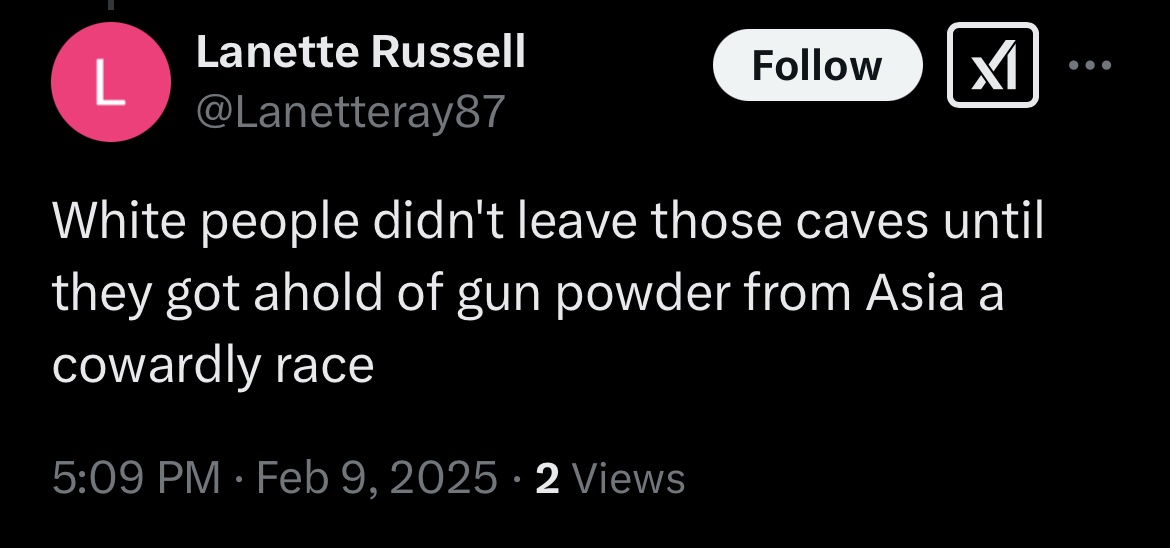 L
Lanette Russell
@Lanetteray87
Follow
White people didn't leave those caves until
they got ahold of gun powder from Asia a
cowardly race
5:09 PM · Feb 9, 2025 · 2 Views